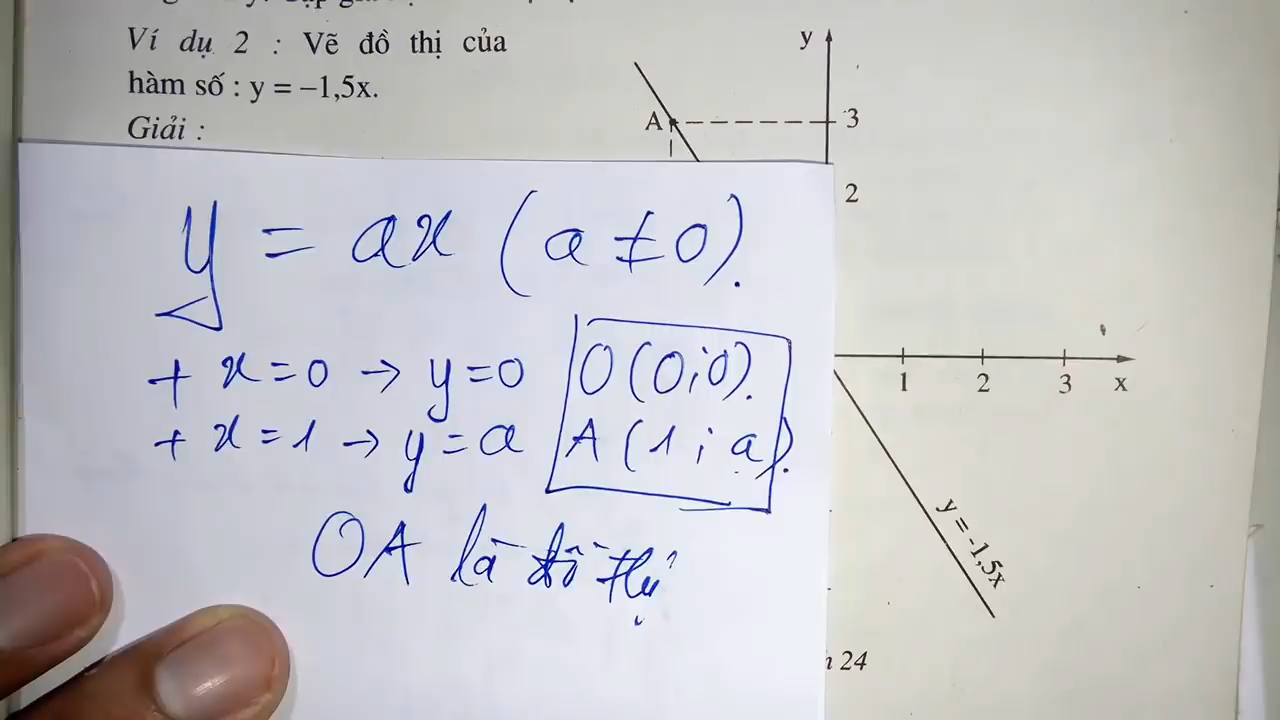 Ví dụ 2 : Vẽ đồ thị của
hàm số : y = –1,5x.
Giải :
y = ax (a ≠ 0).
+ x = 0 → y = 0 O (0; 0).
+ x = 1 → y = a A (1 ; a).
OA là đồ thị
y
A
3
2
1 2 3 x
y = -1,5x
24